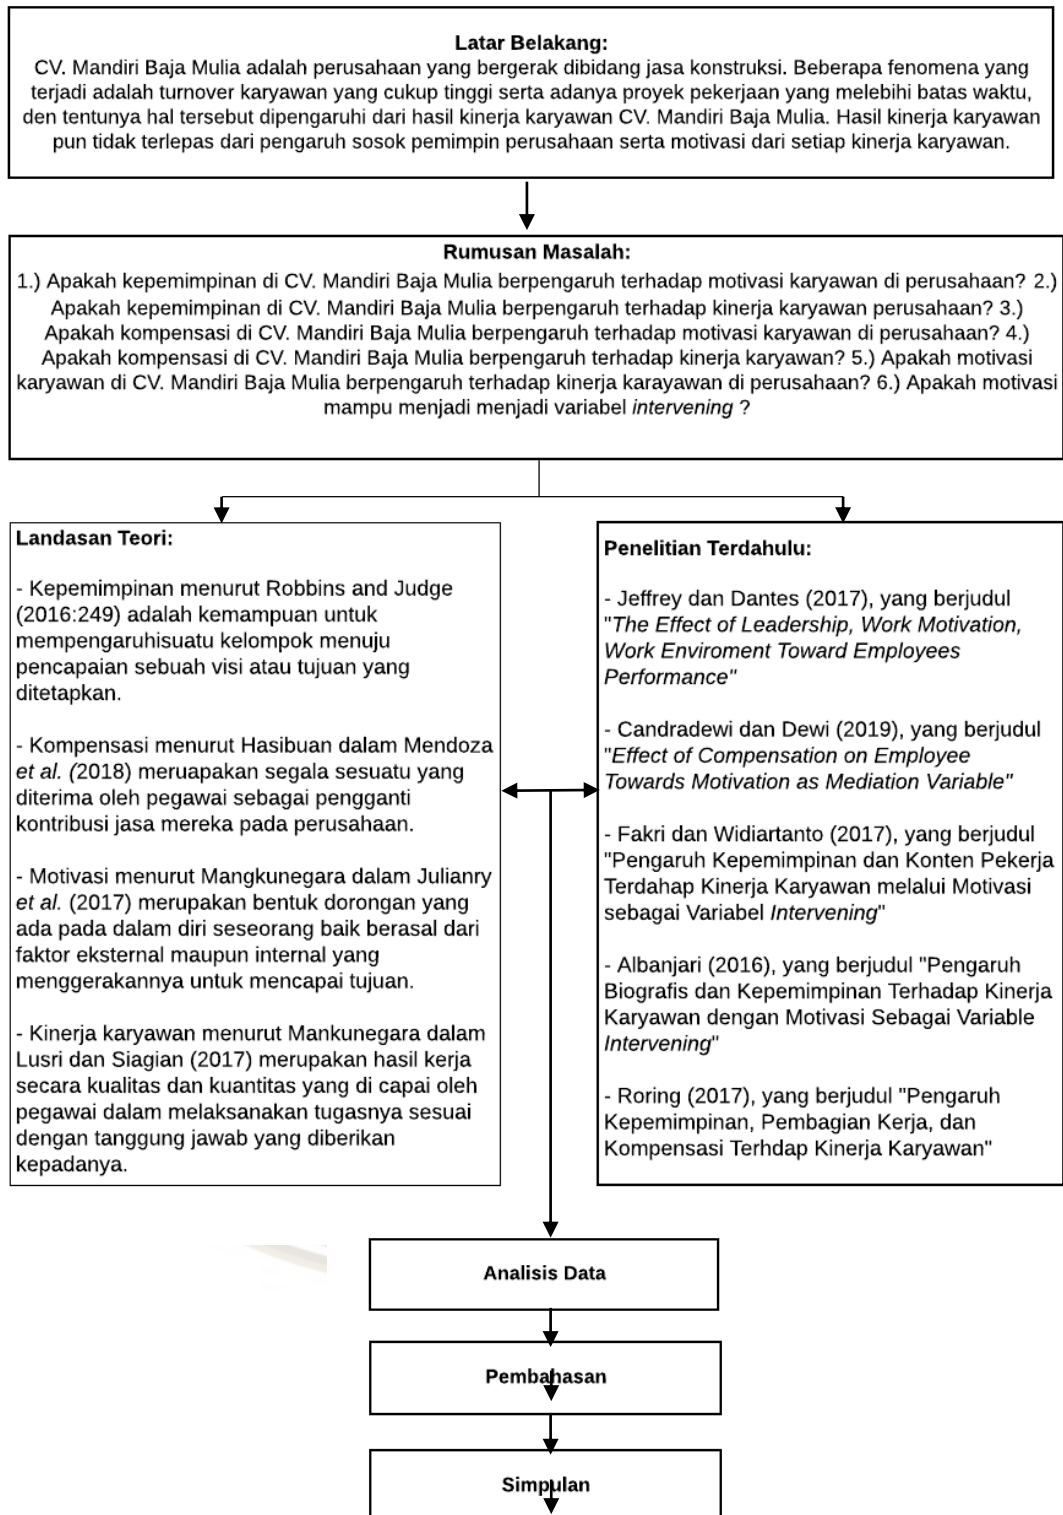 Latar Belakang:
CV. Mandiri Baja Mulia adalah perusahaan yang bergerak dibidang jasa konstruksi. Beberapa fenomena yang
terjadi adalah turnover karyawan yang cukup tinggi serta adanya proyek pekerjaan yang melebihi batas waktu,
den tentunya hal tersebut dipengaruhi dari hasil kinerja karyawan CV. Mandiri Baja Mulia. Hasil kinerja karyawan
pun tidak terlepas dari pengaruh sosok pemimpin perusahaan serta motivasi dari setiap kinerja karyawan.
Rumusan Masalah:
1.) Apakah kepemimpinan di CV. Mandiri Baja Mulia berpengaruh terhadap motivasi karyawan di perusahaan? 2.)
Apakah kepemimpinan di CV. Mandiri Baja Mulia berpengaruh terhadap kinerja karyawan perusahaan? 3.)
Apakah kompensasi di CV. Mandiri Baja Mulia berpengaruh terhadap motivasi karyawan di perusahaan? 4.)
Apakah kompensasi di CV. Mandiri Baja Mulia berpengaruh terhadap kinerja karyawan? 5.) Apakah motivasi
karyawan di CV. Mandiri Baja Mulia berpengaruh terhadap kinerja karayawan di perusahaan? 6.) Apakah motivasi
mampu menjadi menjadi variabel intervening ?
Landasan Teori:
- Kepemimpinan menurut Robbins and Judge
(2016:249) adalah kemampuan untuk
mempengaruhisuatu kelompok menuju
pencapaian sebuah visi atau tujuan yang
ditetapkan.
- Kompensasi menurut Hasibuan dalam Mendoza
et al. (2018) meruapakan segala sesuatu yang
diterima oleh pegawai sebagai pengganti
kontribusi jasa mereka pada perusahaan.
- Motivasi menurut Mangkunegara dalam Julianry
et al. (2017) merupakan bentuk dorongan yang
ada pada dalam diri seseorang baik berasal dari
faktor eksternal maupun internal yang
menggerakannya untuk mencapai tujuan.
- Kinerja karyawan menurut Mankunegara dalam
Lusri dan Siagian (2017) merupakan hasil kerja
secara kualitas dan kuantitas yang di capai oleh
pegawai dalam melaksanakan tugasnya sesuai
dengan tanggung jawab yang diberikan
kepadanya.
Penelitian Terdahulu:
- Jeffrey dan Dantes (2017), yang berjudul
"The Effect of Leadership, Work Motivation,
Work Enviroment Toward Employees
Performance"
- Candradewi dan Dewi (2019), yang berjudul
"Effect of Compensation on Employee
Towards Motivation as Mediation Variable"
- Fakri dan Widiartanto (2017), yang berjudul
"Pengaruh Kepemimpinan dan Konten Pekerja
Terdahap Kinerja Karyawan melalui Motivasi
sebagai Variabel Intervening"
- Albanjari (2016), yang berjudul "Pengaruh
Biografis dan Kepemimpinan Terhadap Kinerja
Karyawan dengan Motivasi Sebagai Variable
Intervening"
- Roring (2017), yang berjudul "Pengaruh
Kepemimpinan, Pembagian Kerja, dan
Kompensasi Terhdap Kinerja Karyawan"
Analisis Data
Pembahasan
Simpulan